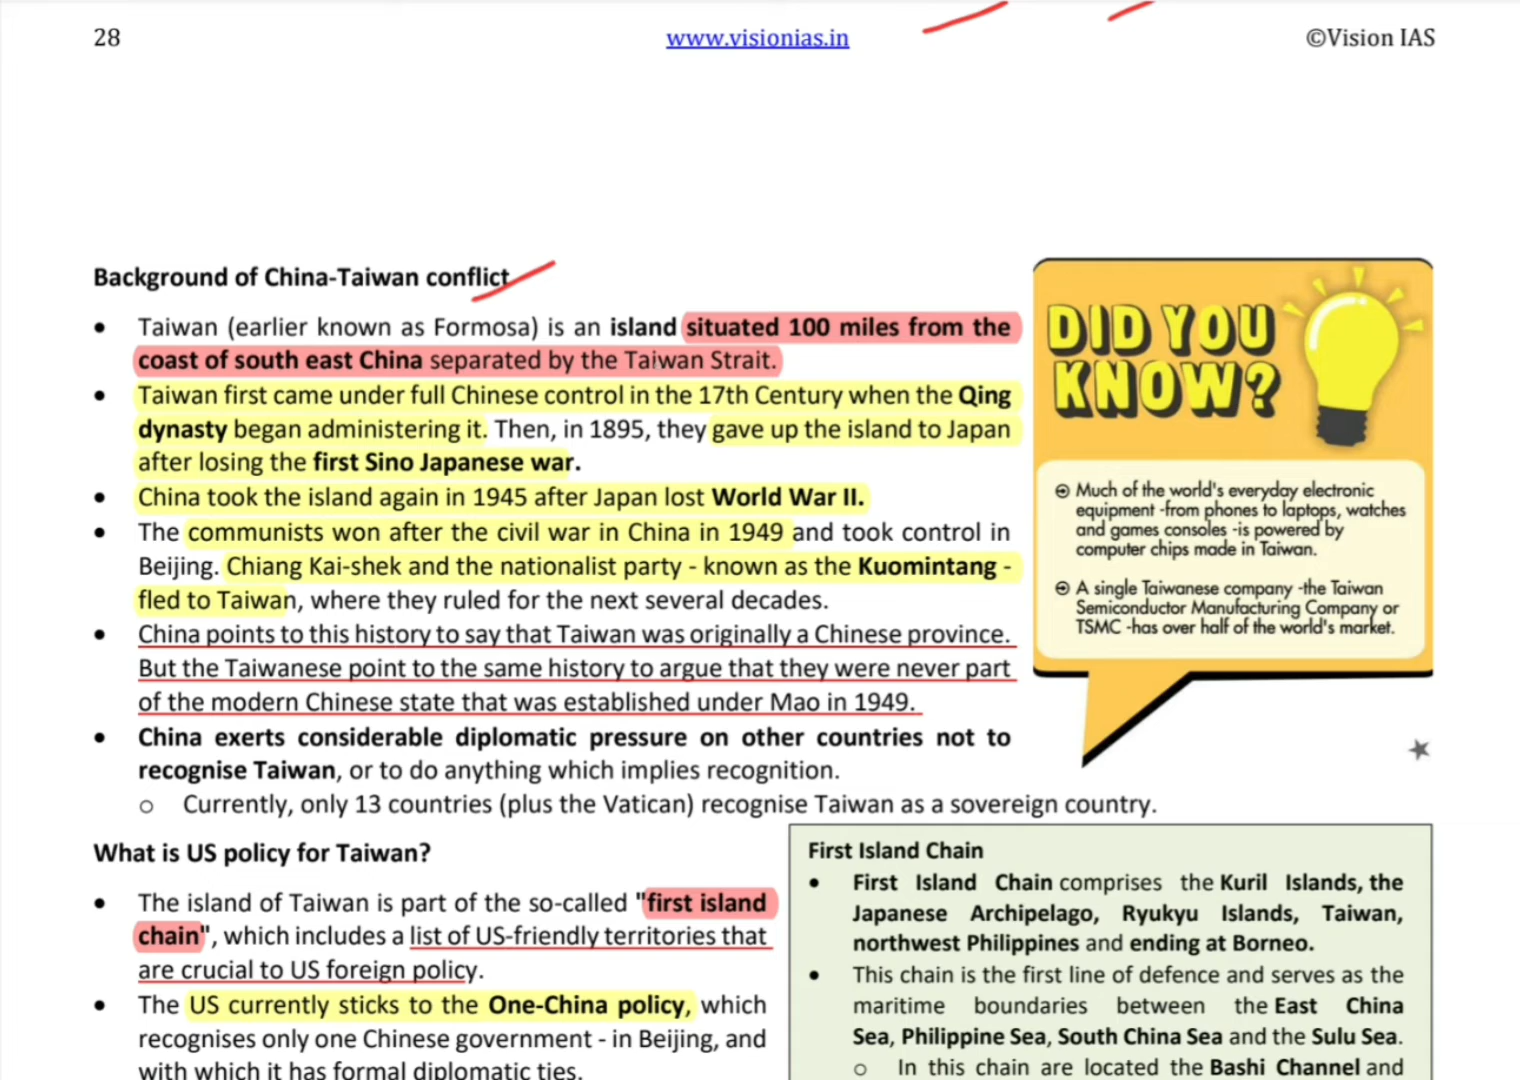 28
www.visionias.in
©Vision IAS
Background of China-Taiwan conflict
• Taiwan (earlier known as Formosa) is an island situated 100 miles from the
coast of south east China separated by the Taiwan Strait.
• Taiwan first came under full Chinese control in the 17th Century when the Qing
dynasty began administering it. Then, in 1895, they gave up the island to Japan
after losing the first Sino Japanese war.
• China took the island again in 1945 after Japan lost World War II.
• The communists won after the civil war in China in 1949 and took control in
Beijing. Chiang Kai-shek and the nationalist party - known as the Kuomintang -
fled to Taiwan, where they ruled for the next several decades.
• China points to this history to say that Taiwan was originally a Chinese province.
But the Taiwanese point to the same history to argue that they were never part
of the modern Chinese state that was established under Mao in 1949.
• China exerts considerable diplomatic pressure on other countries not to
recognise Taiwan, or to do anything which implies recognition.
o Currently, only 13 countries (plus the Vatican) recognise Taiwan as a sovereign country.
DID YOU
KNOW?
Much of the world's everyday electronic
equipment -from phones to laptops, watches
and games consoles -is powered by
computer chips made in Taiwan.
A single Taiwanese company -the Taiwan
Semiconductor Manufacturing Company or
TSMC -has over half of the world's market.
What is US policy for Taiwan?
• The island of Taiwan is part of the so-called "first island
chain", which includes a list of US-friendly territories that
are crucial to US foreign policy.
• The US currently sticks to the One-China policy, which
recognises only one Chinese government - in Beijing, and
with which it has formal diplomatic ties.
First Island Chain
• First Island Chain comprises the Kuril Islands, the
Japanese Archipelago, Ryukyu Islands, Taiwan,
northwest Philippines and ending at Borneo.
• This chain is the first line of defence and serves as the
maritime boundaries between the East China
Sea, Philippine Sea, South China Sea and the Sulu Sea.
o In this chain are located the Bashi Channel and